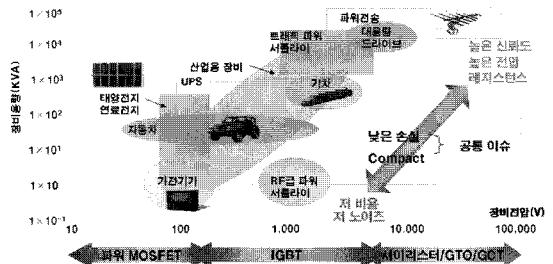 1×10⁵
1×10⁴
1×10³
1×10²
1×10¹
1×10
1×10⁻¹
장비용량(KVA)
파워전송
대용량
드라이브
트래픽 파워
서플라이
산업용 장비
UPS
태양전지
연료전지
기차
자동차
가전기기
RF급 파워
서플라이
높은 신뢰도
높은 전압
레지스턴스
낮은 손실
Compact
공통 이슈
저 비용
저 노이즈
장비전압(V)
10
100
1,000
10,000
100,000
파워 MOSFET
IGBT
사이리스터/GTO/GCT